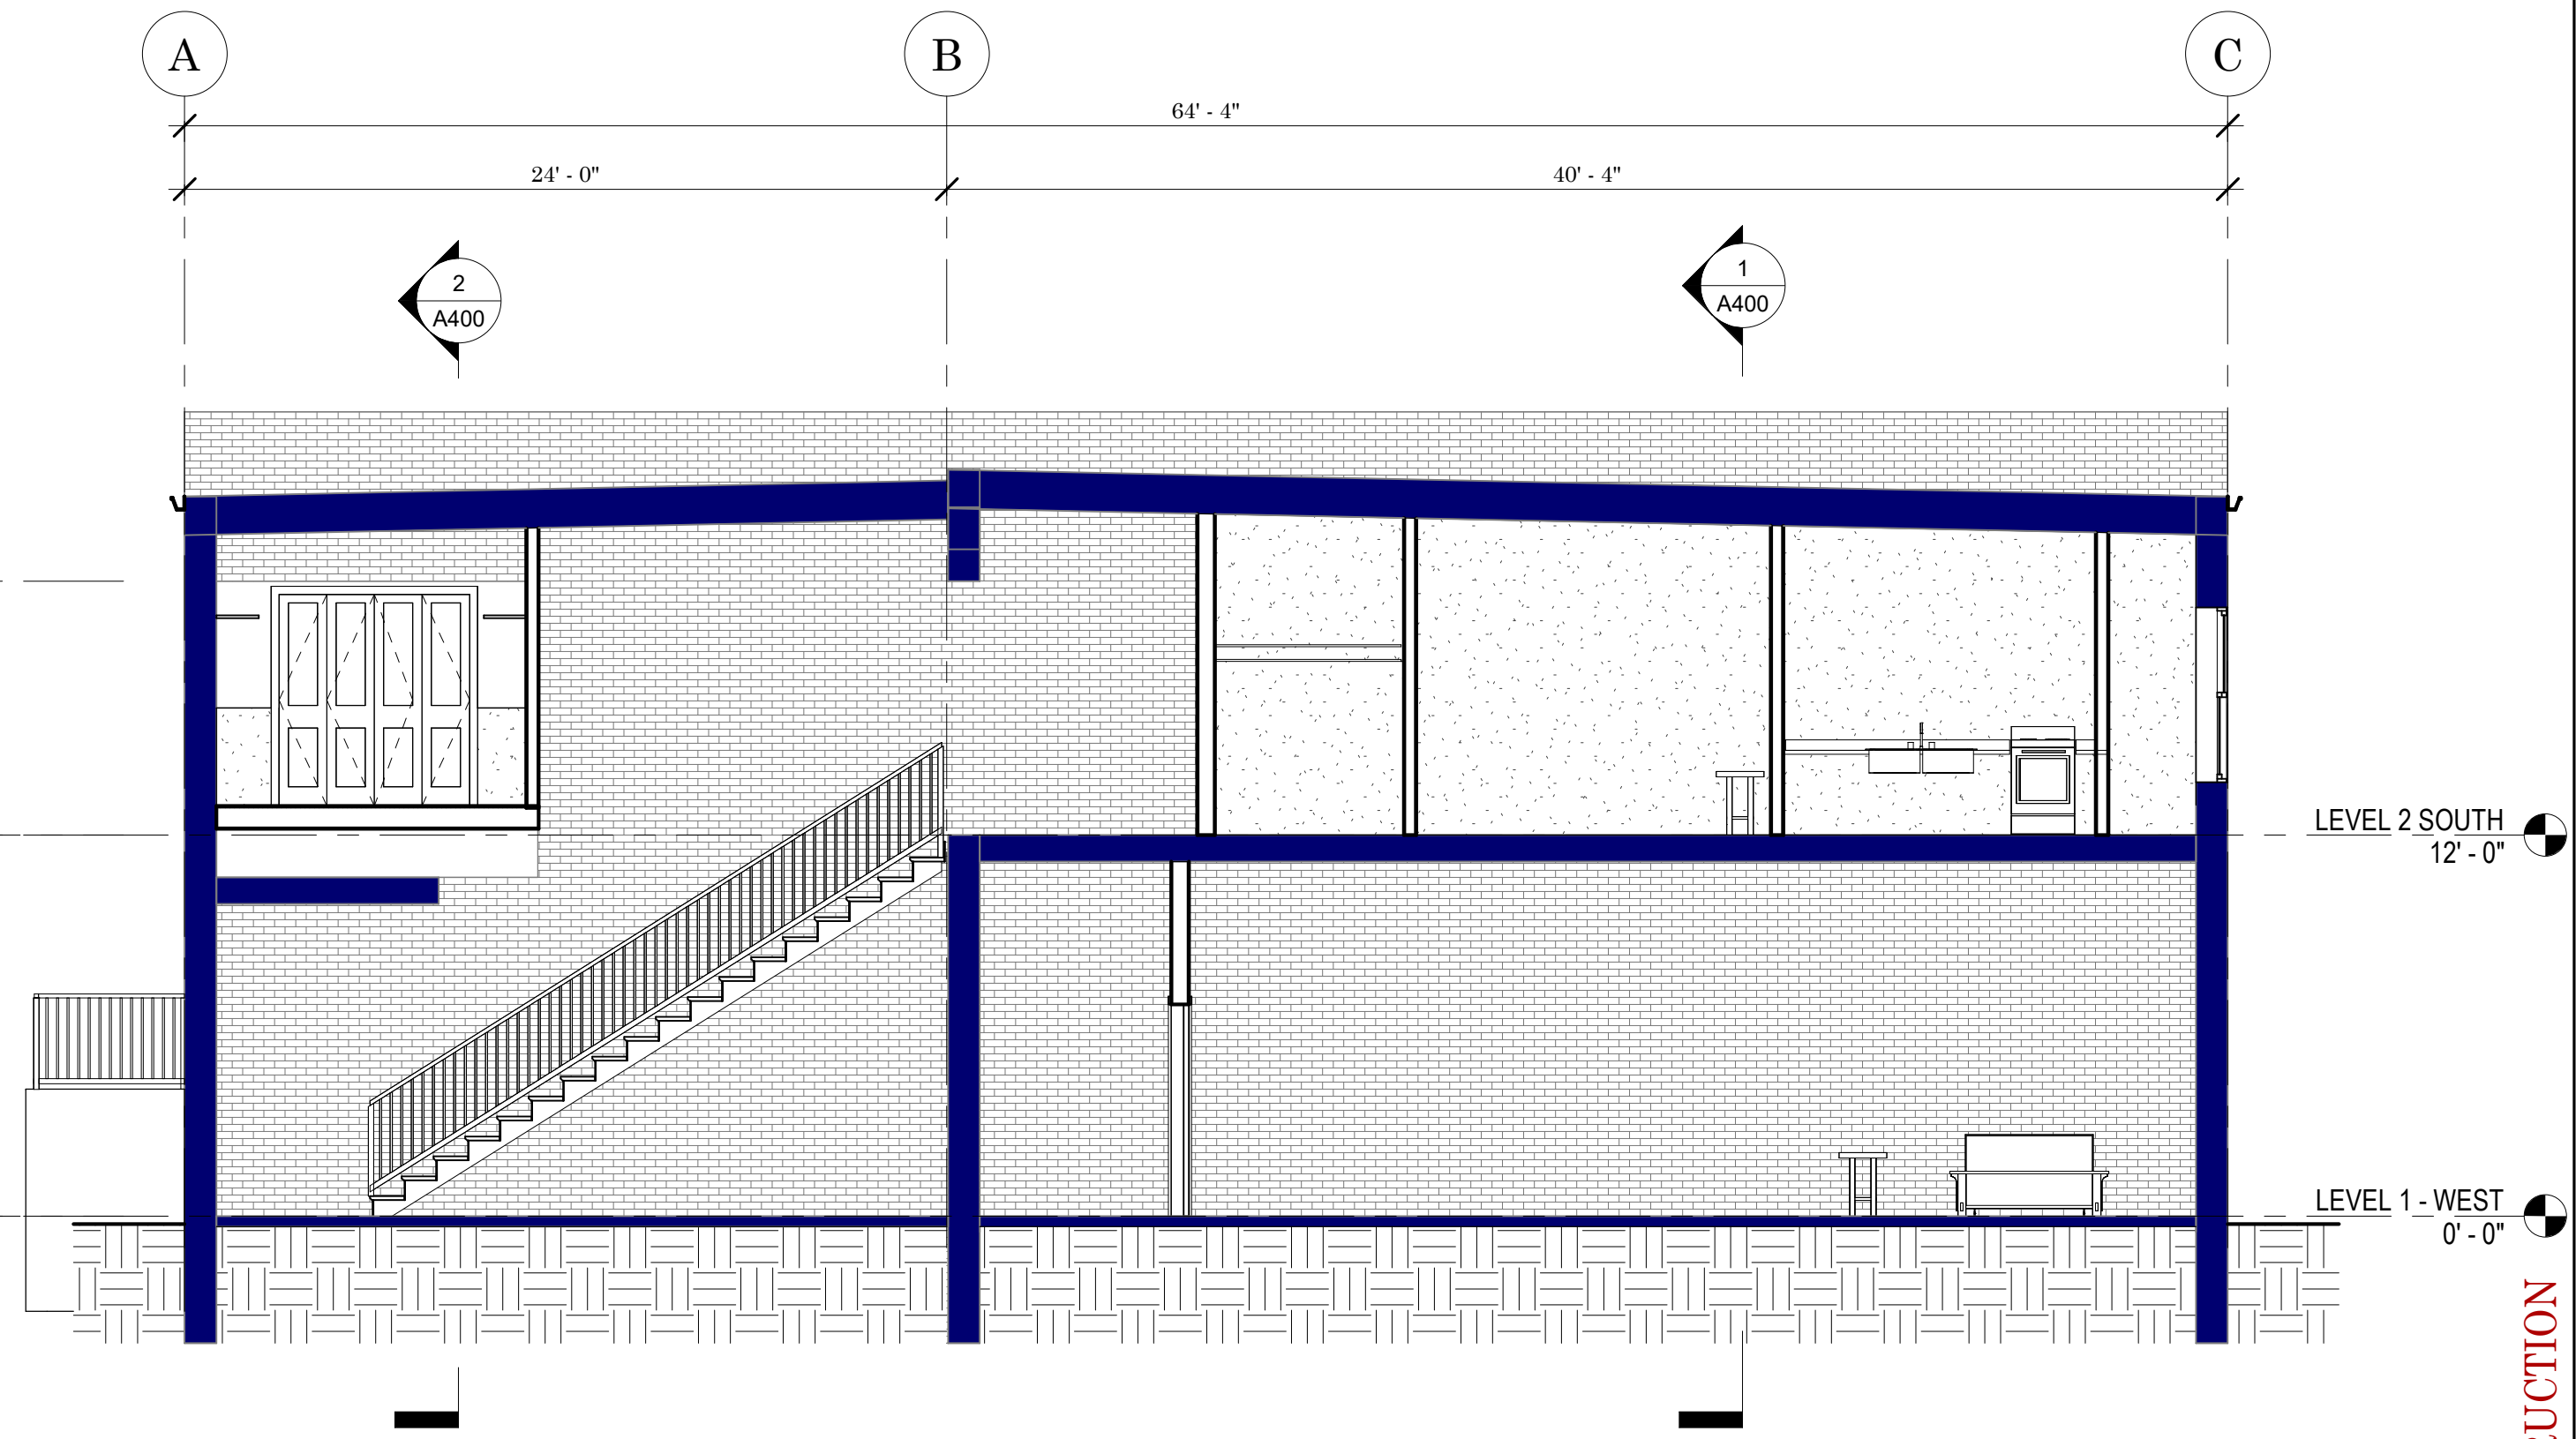 A
B
C
64' - 4"
24' - 0"
40' - 4"
2
A400
1
A400
LEVEL 2 SOUTH
12' - 0"
LEVEL 1 - WEST
0' - 0"